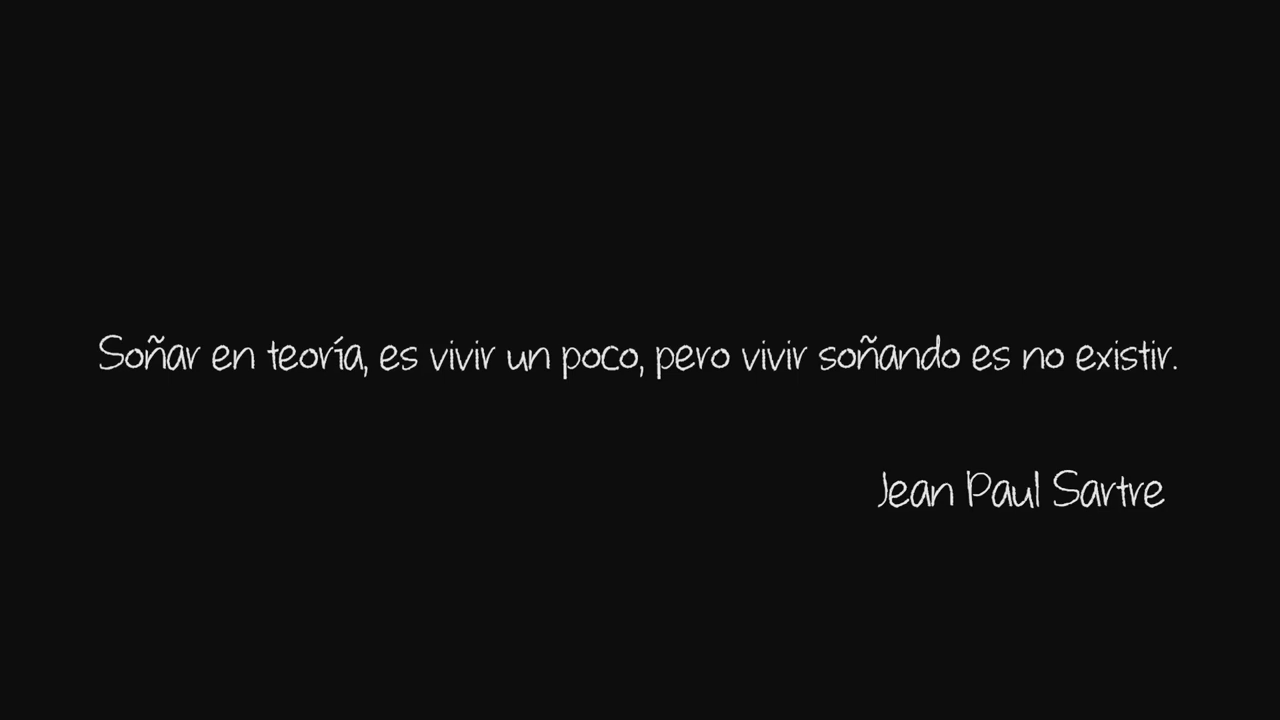 Soñar en teoría, es vivir un poco, pero vivir soñando es no existir.
Jean Paul Sartre